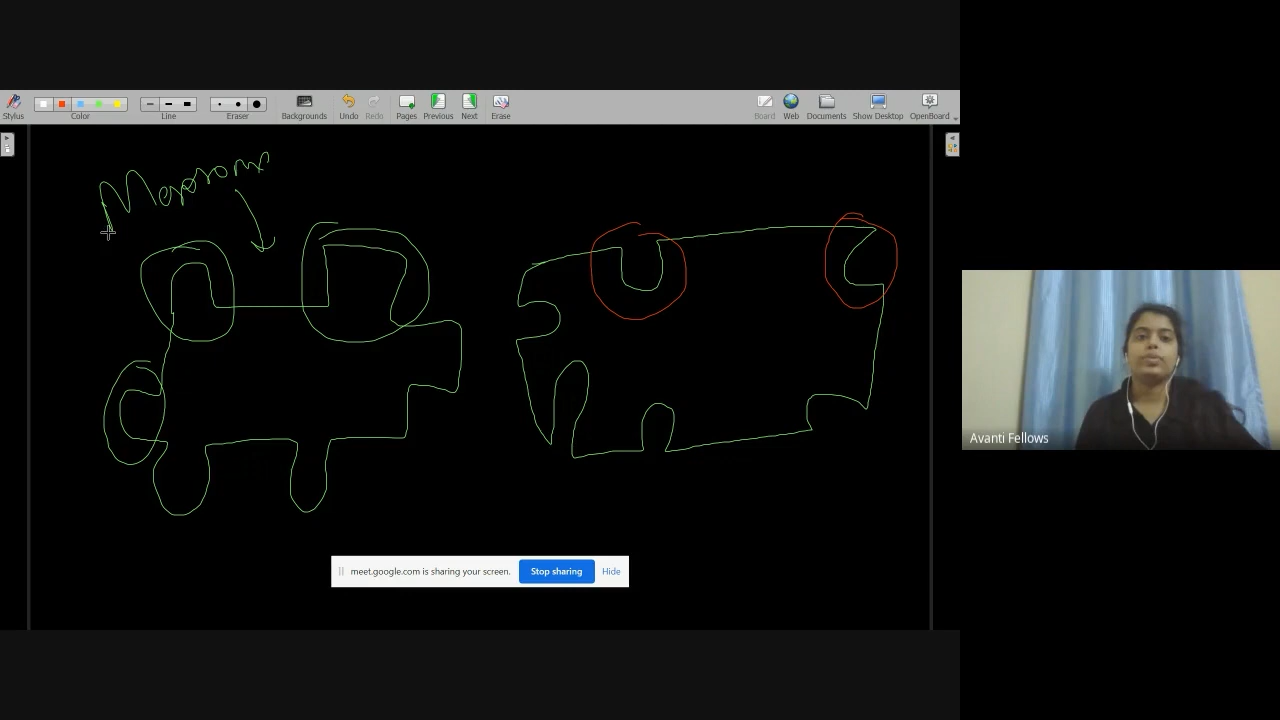 Stylus
Color
Line
Eraser
Backgrounds
Undo
Redo
Pages
Previous
Next
Erase
Board
Web
Documents
Show Desktop
OpenBoard
Avanti Fellows
meet.google.com is sharing your screen.
Stop sharing
Hide